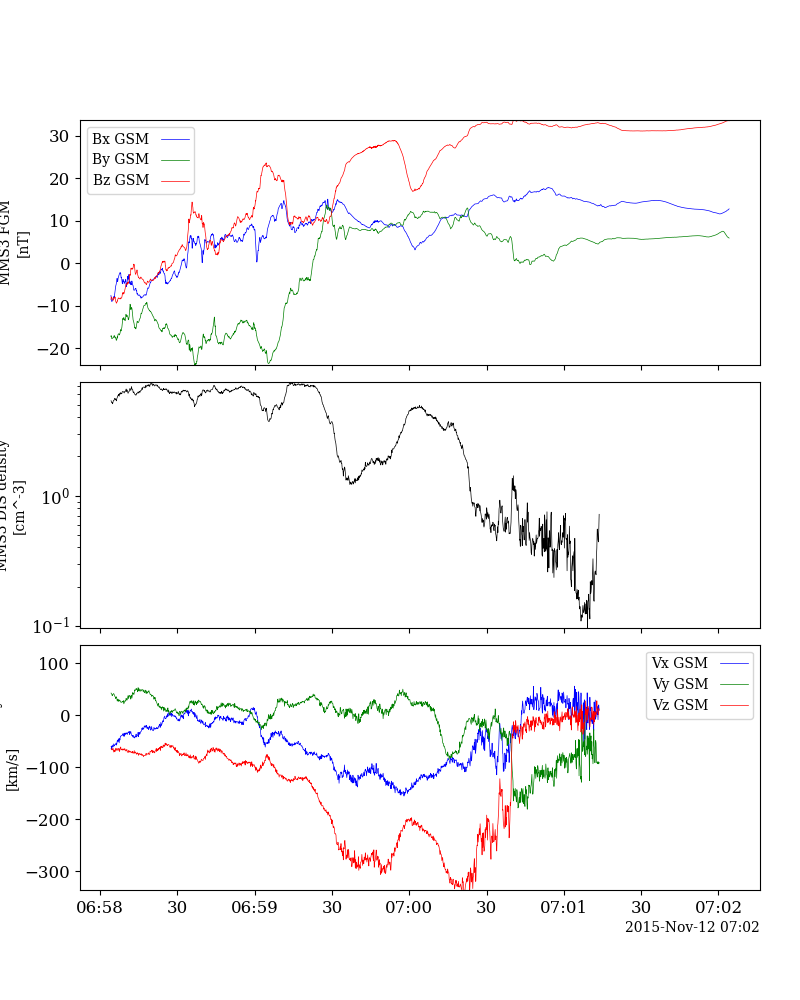 30
20
10
0
−10
−20
MMS3 FGM
[nT]
Bx GSM
By GSM
Bz GSM
10^0
10^−1
MMS3 DIS density
[cm^-3]
100
0
−100
−200
−300
[km/s]
Vx GSM
Vy GSM
Vz GSM
06:58 30 06:59 30 07:00 30 07:01 30 07:02
2015-Nov-12 07:02